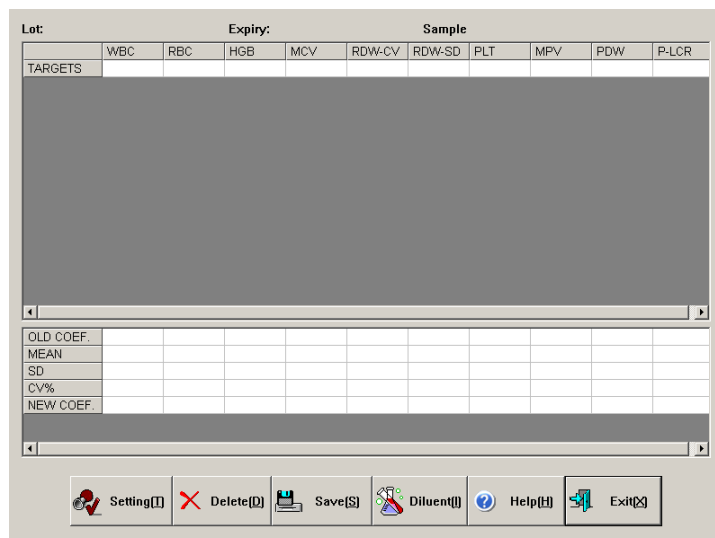 Lot: Expiry: Sample
WBC RBC HGB MCV RDW-CV RDW-SD PLT MPV PDW P-LCR
TARGETS
OLD COEF.
MEAN
SD
CV%
NEW COEF.
Setting(T) Delete(D) Save(S) Diluent(I) Help(H) Exit(X)